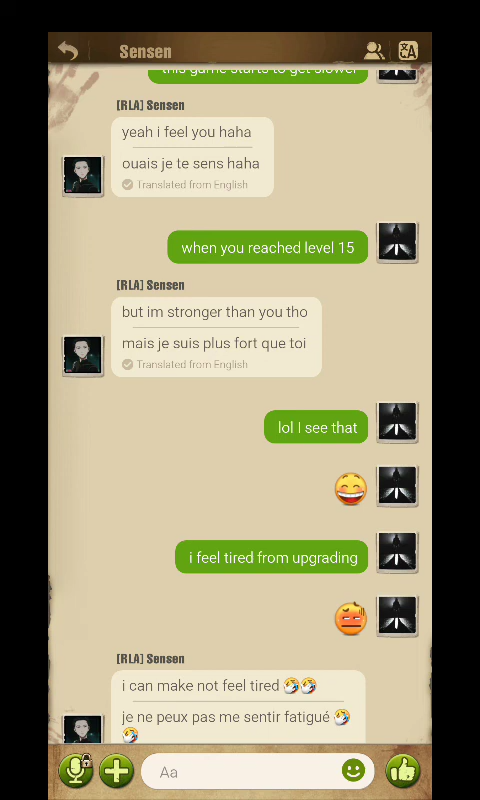 Sensen
this game starts to get slower
[RLA] Sensen
yeah i feel you haha
ouais je te sens haha
Translated from English
when you reached level 15
[RLA] Sensen
but im stronger than you tho
mais je suis plus fort que toi
Translated from English
lol I see that
i feel tired from upgrading
[RLA] Sensen
i can make not feel tired 🤣🤣
je ne peux pas me sentir fatigué 🤣
🤣
Aa